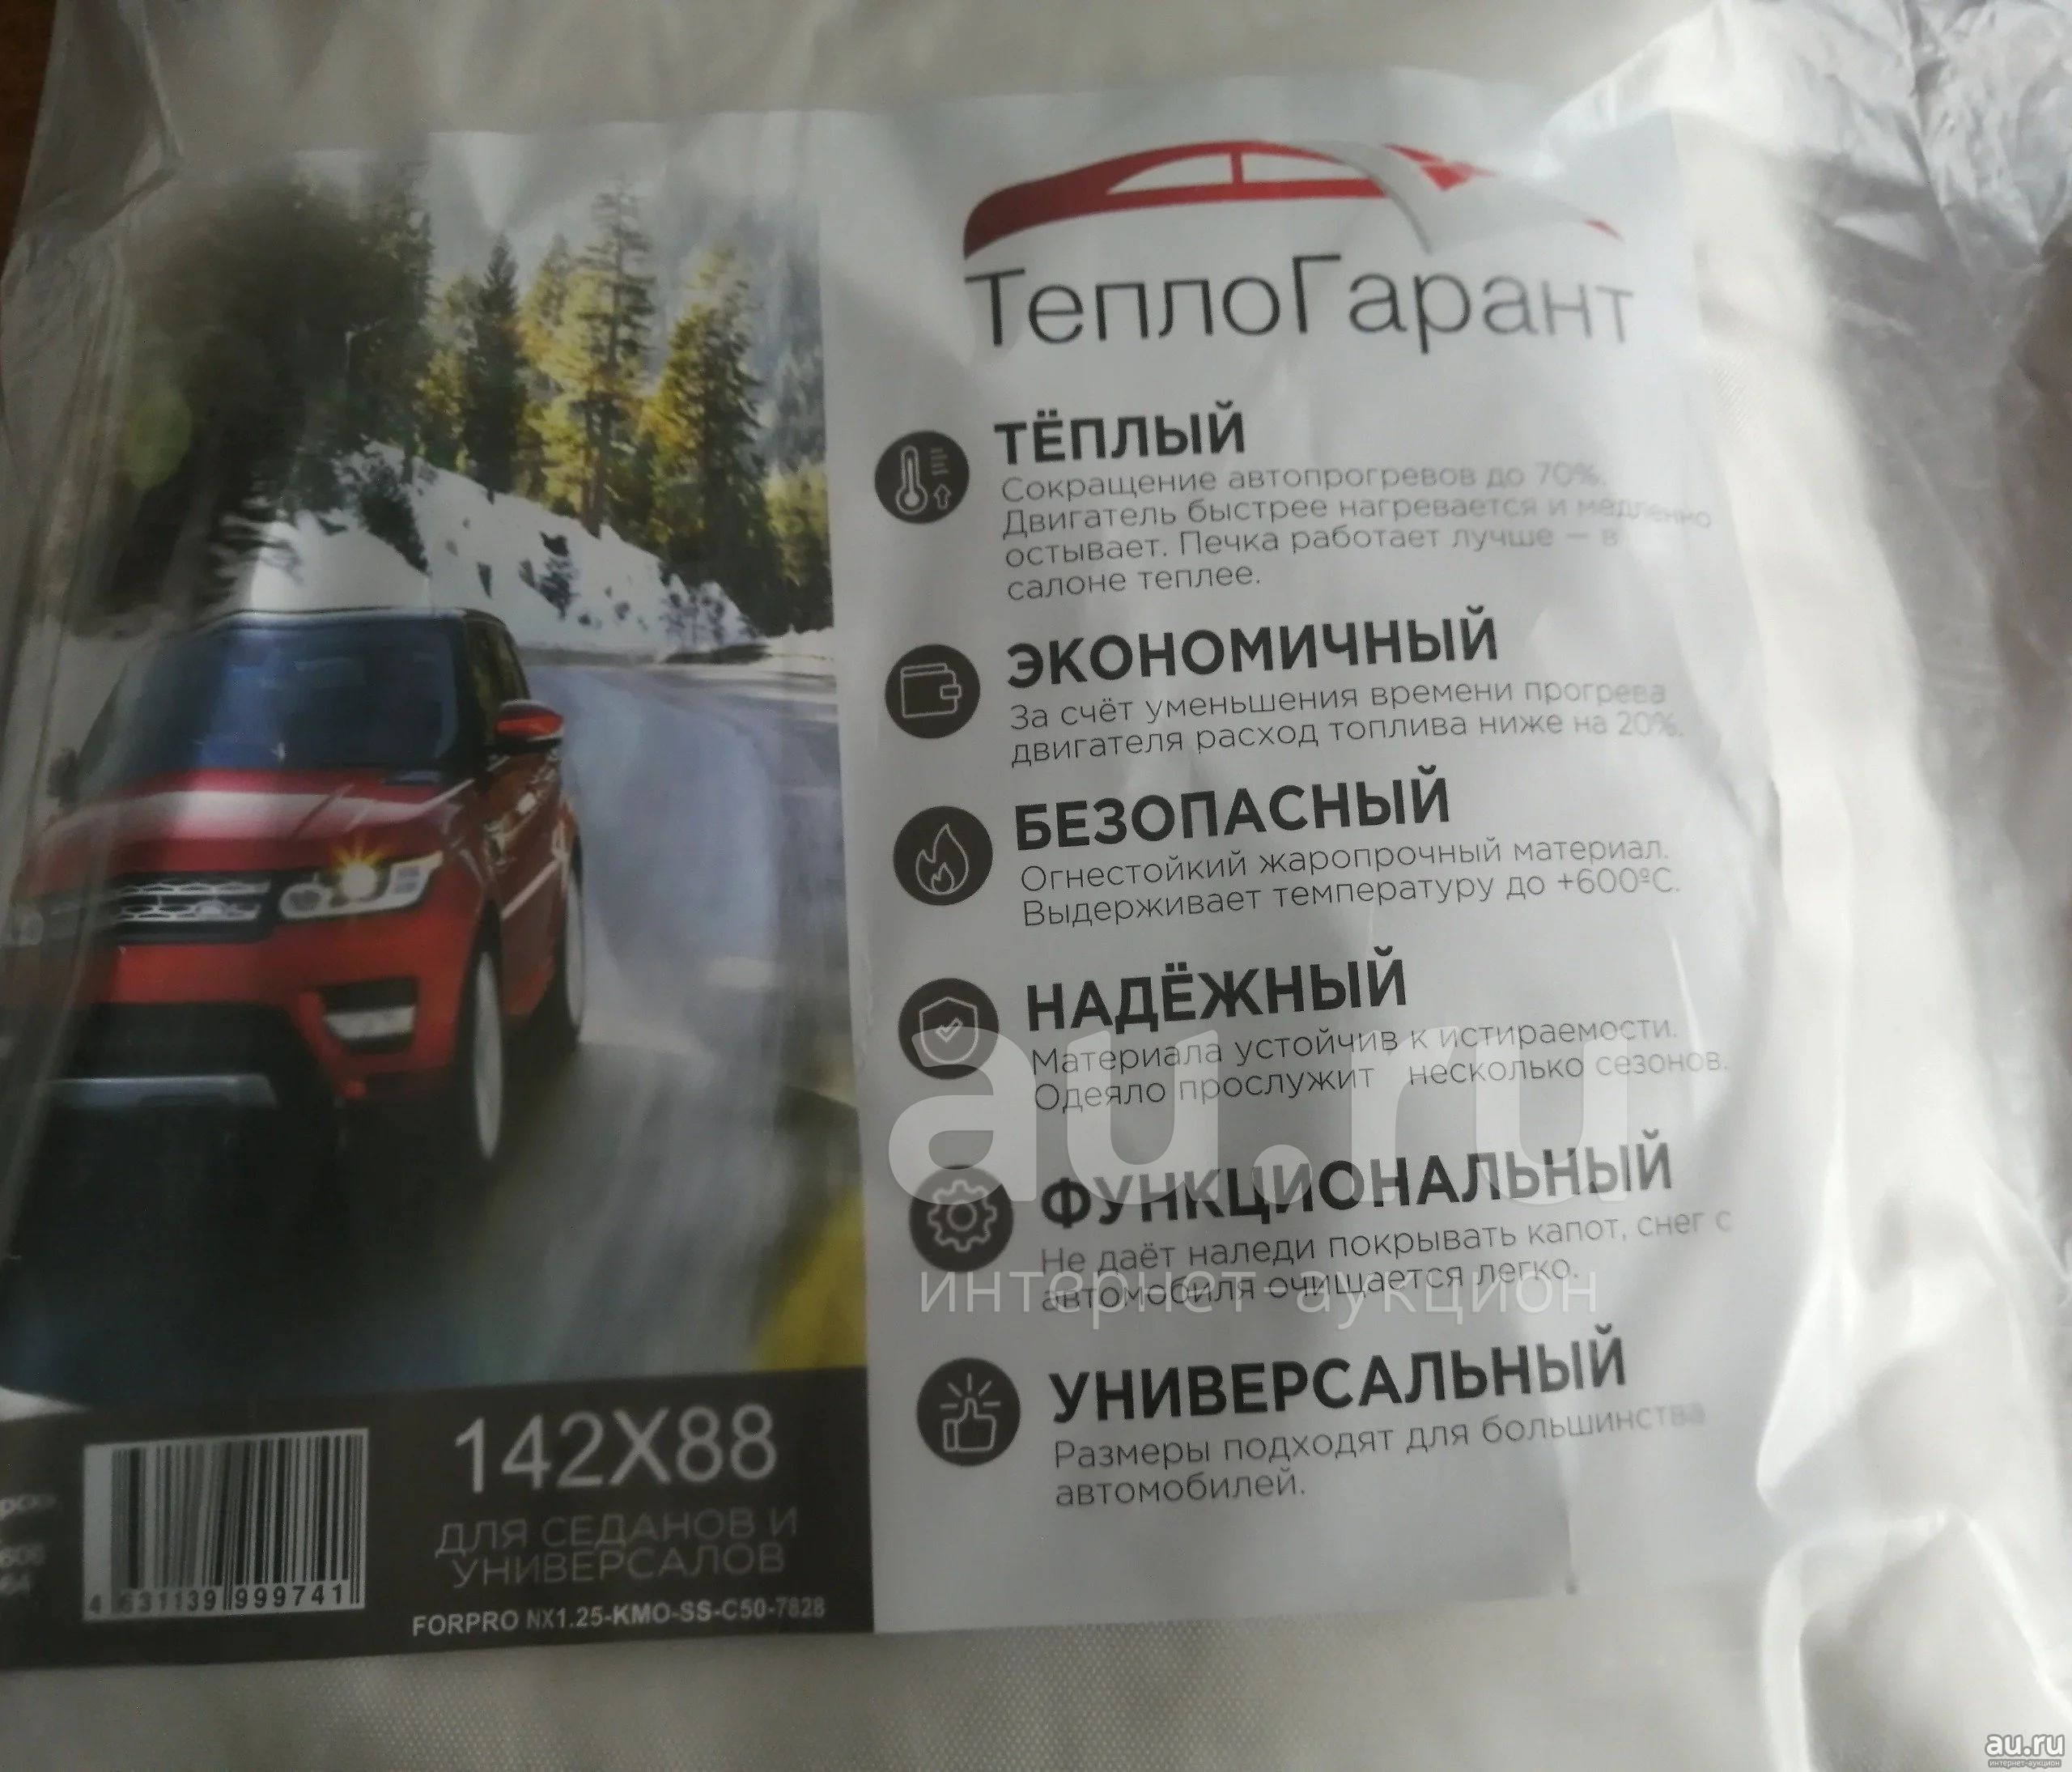 ТеплоГарант
ТЁПЛЫЙ
Сокращение автопрогревов до 70%.
Двигатель быстрее нагревается и медленно
остывает. Печка работает лучше – в
салоне теплее.
ЭКОНОМИЧНЫЙ
За счёт уменьшения времени прогрева
двигателя расход топлива ниже на 20%.
БЕЗОПАСНЫЙ
Огнестойкий жаропрочный материал.
Выдерживает температуру до +600ºС.
НАДЁЖНЫЙ
Материала устойчив к истираемости.
Одеяло прослужит несколько сезонов.
ФУНКЦИОНАЛЬНЫЙ
Не даёт наледи покрывать капот, снег с
автомобиля очищается легко.
УНИВЕРСАЛЬНЫЙ
Размеры подходят для большинства
автомобилей.
142X88
ДЛЯ СЕДАНОВ И
УНИВЕРСАЛОВ
FORPRO NX1.25-KMO-SS-C50-7828
4 631139 999741
au.ru
интернет-аукцион
au.ru
интернет-аукцион